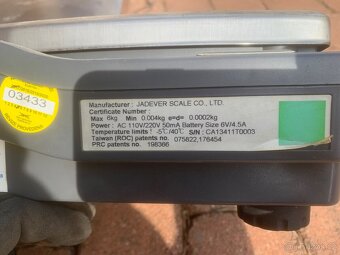 03433
Manufacturer : JADEVER SCALE CO., LTD.
Certificate Number :
Max 6kg Min 0.004kg e=d= 0.0002kg
Power : AC 110V/220V 50mA Battery Size 6V/4.5A
Temperature limits : -5℃/40℃ S/N : CA13411T0003
Taiwan (ROC) patents no. 075822,176454
PRC patents no. 198366